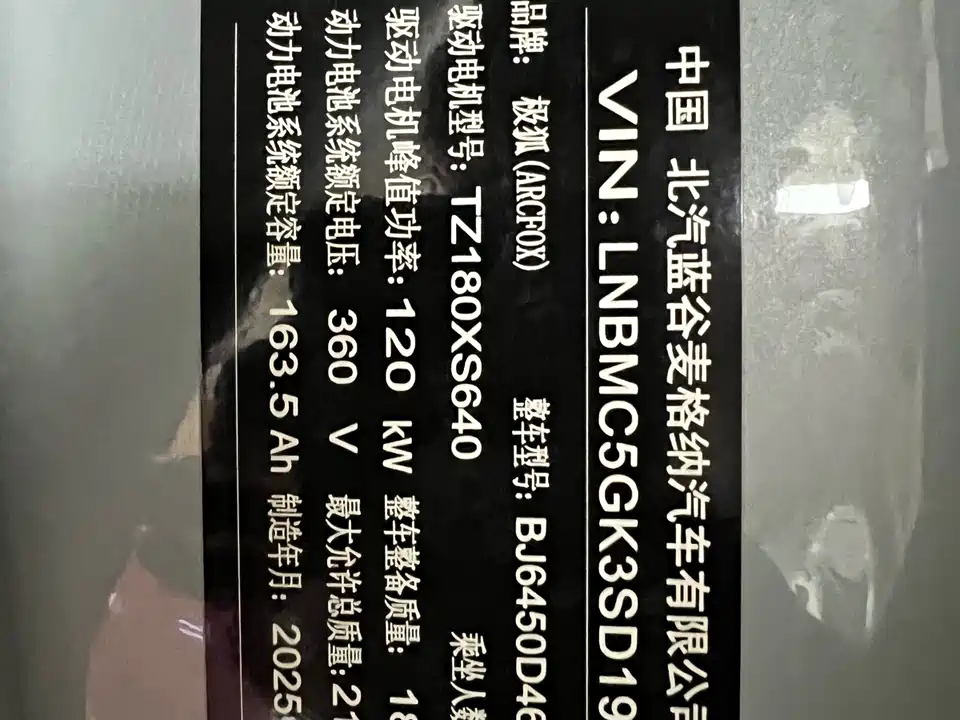 中国 北汽蓝谷麦格纳汽车有限公司
VIN:LNBMC5GK3SD19
品牌: 极狐(ARCFOX) 整车型号: BJ6450D46
驱动电机型号: TZ180XS640 乘坐人数
驱动电机峰值功率: 120 kW 整车整备质量: 18
动力电池系统额定电压: 360 V 最大允许总质量: 21
动力电池系统额定容量: 163.5 Ah 制造年月: 2025